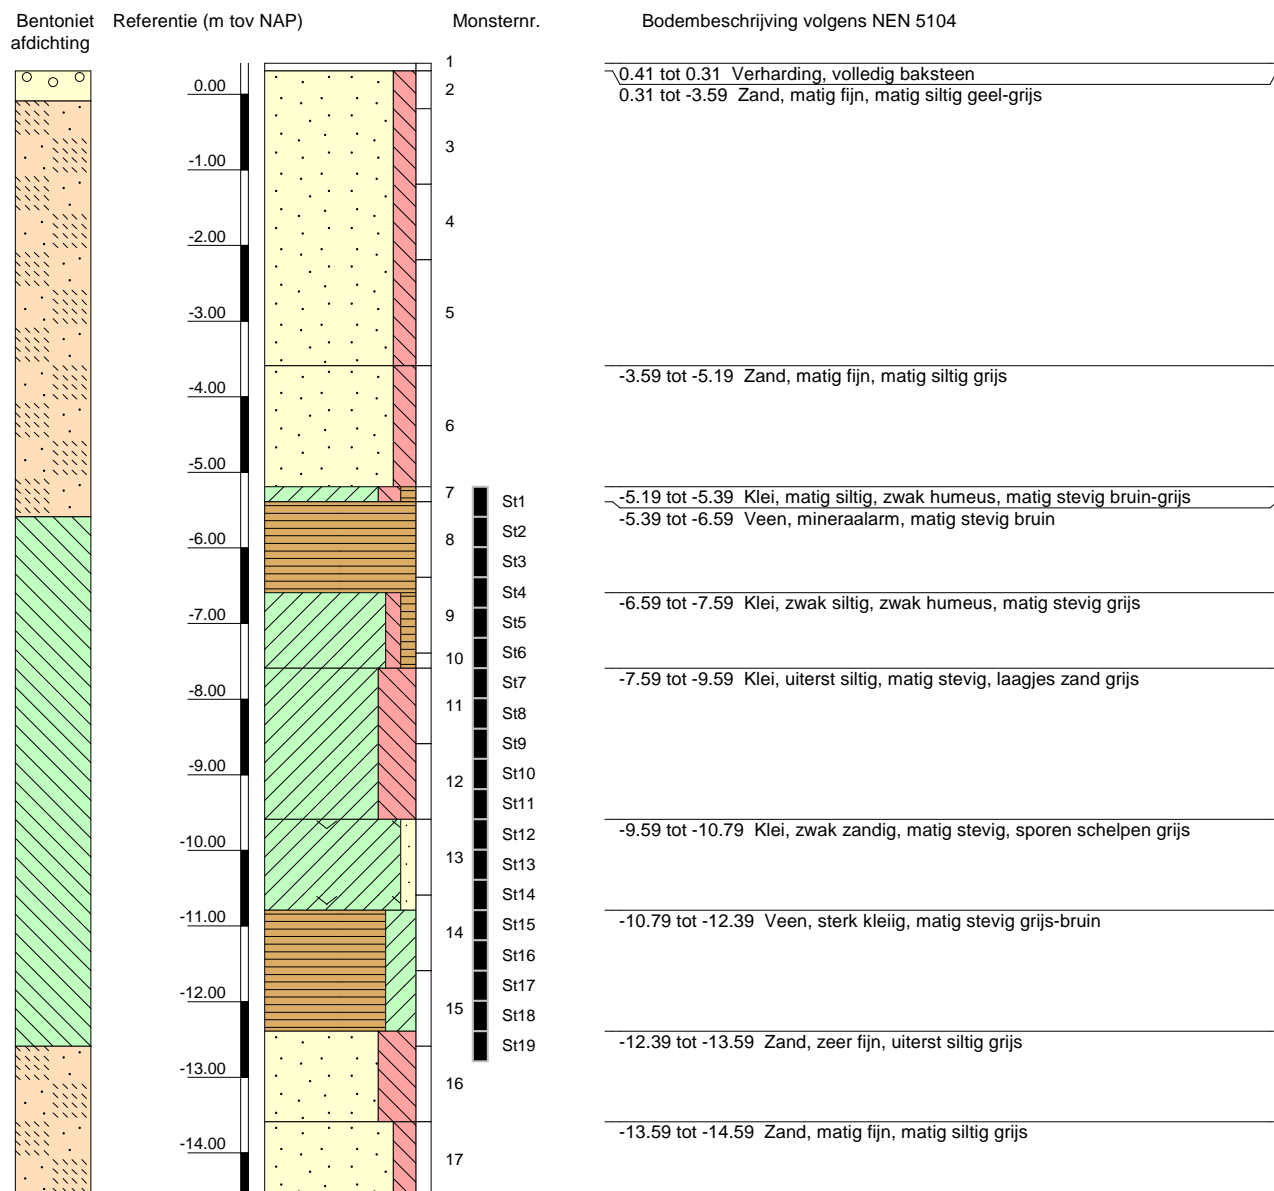 Bentoniet afdichting
Referentie (m tov NAP)
Monsternr.
Bodembeschrijving volgens NEN 5104
0.00
-1.00
-2.00
-3.00
-4.00
-5.00
-6.00
-7.00
-8.00
-9.00
-10.00
-11.00
-12.00
-13.00
-14.00
1
2
3
4
5
6
7
8
9
10
11
12
13
14
15
16
17
St1
St2
St3
St4
St5
St6
St7
St8
St9
St10
St11
St12
St13
St14
St15
St16
St17
St18
St19
0.41 tot 0.31 Verharding, volledig baksteen
0.31 tot -3.59 Zand, matig fijn, matig siltig geel-grijs
-3.59 tot -5.19 Zand, matig fijn, matig siltig grijs
-5.19 tot -5.39 Klei, matig siltig, zwak humeus, matig stevig bruin-grijs
-5.39 tot -6.59 Veen, mineraalarm, matig stevig bruin
-6.59 tot -7.59 Klei, zwak siltig, zwak humeus, matig stevig grijs
-7.59 tot -9.59 Klei, uiterst siltig, matig stevig, laagjes zand grijs
-9.59 tot -10.79 Klei, zwak zandig, matig stevig, sporen schelpen grijs
-10.79 tot -12.39 Veen, sterk kleiig, matig stevig grijs-bruin
-12.39 tot -13.59 Zand, zeer fijn, uiterst siltig grijs
-13.59 tot -14.59 Zand, matig fijn, matig siltig grijs